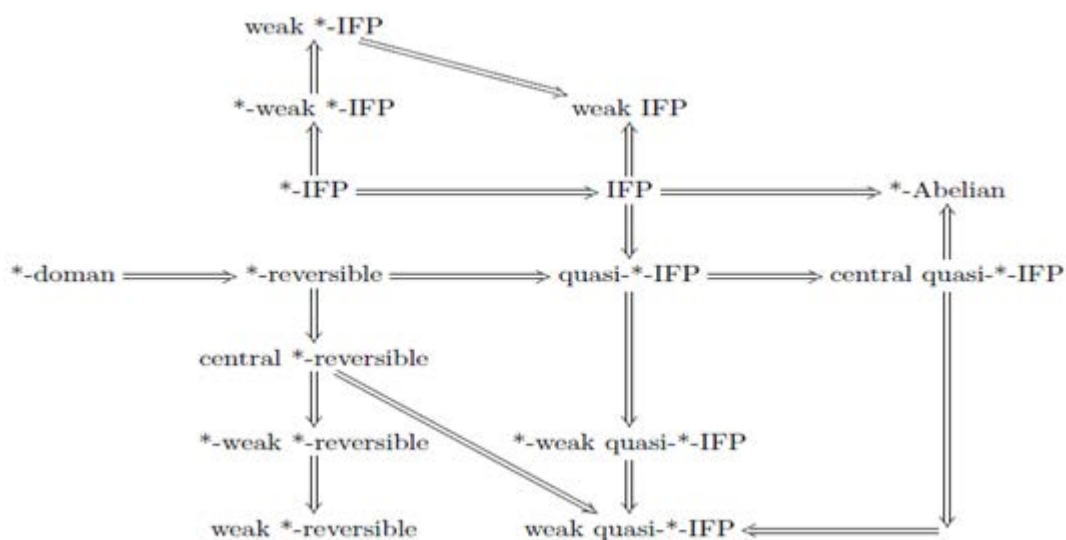 weak *-IFP
*-weak *-IFP weak IFP
*-IFP IFP *-Abelian
*-doman *-reversible quasi-*-IFP central quasi-*-IFP
central *-reversible
*-weak *-reversible *-weak quasi-*-IFP
weak *-reversible weak quasi-*-IFP